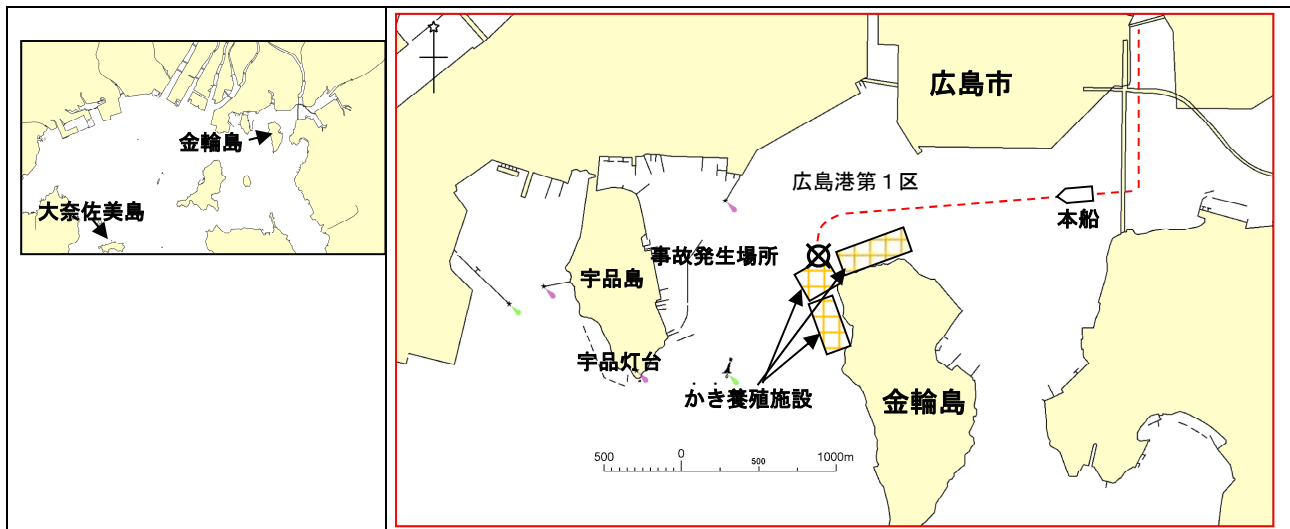 金輪島
大奈佐美島
広島市
広島港第１区
本船
事故発生場所
宇品島
宇品灯台
かき養殖施設
金輪島
500 0 500 1000m